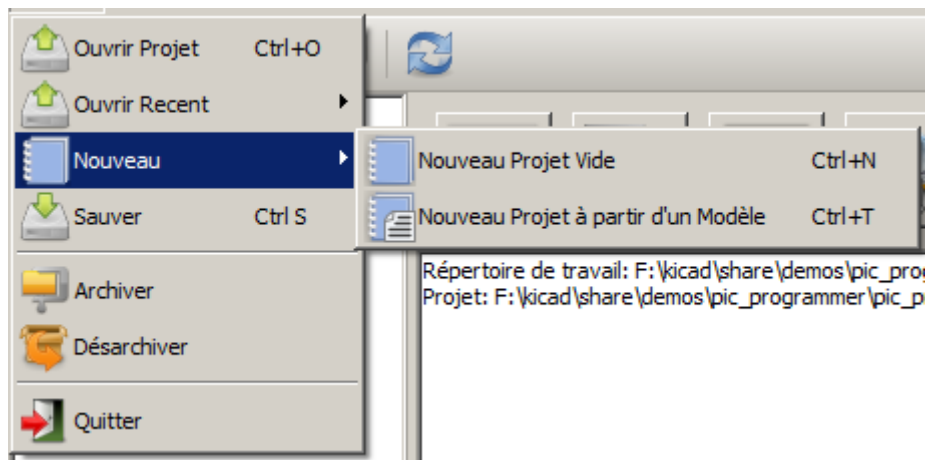 Ouvrir Projet Ctrl+O
Ouvrir Recent
Nouveau
Sauver Ctrl S
Archiver
Désarchiver
Quitter
Nouveau Projet Vide Ctrl+N
Nouveau Projet à partir d'un Modèle Ctrl+T
Répertoire de travail: F:\kicad\share\demos\pic_prog
Projet: F:\kicad\share\demos\pic_programmer\pic_p